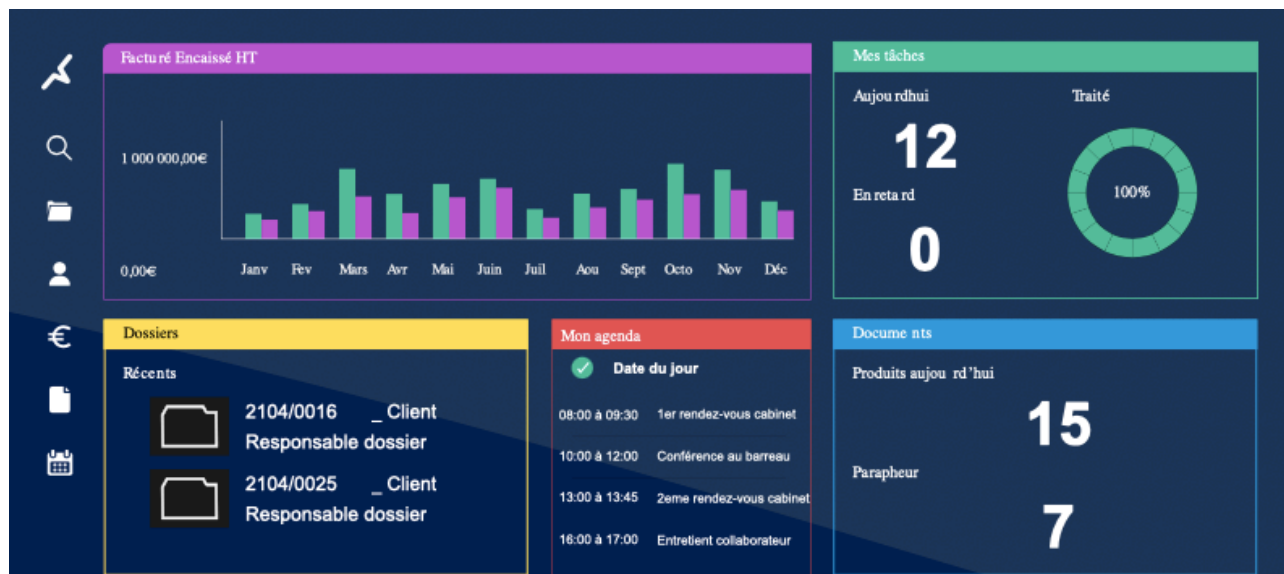 Facturé Encaissé HT
1 000 000,00€
0,00€
Janv Fev Mars Avr Mai Juin Juil Aou Sept Octo Nov Déc
Mes tâches
Aujou rdhui Traité
12
100%
En reta rd
0
Dossiers
Récents
2104/0016 _ Client
Responsable dossier
2104/0025 _ Client
Responsable dossier
Mon agenda
Date du jour
08:00 à 09:30 1er rendez-vous cabinet
10:00 à 12:00 Conférence au barreau
13:00 à 13:45 2eme rendez-vous cabinet
16:00 à 17:00 Entretient collaborateur
Docume nts
Produits aujou rd'hui
15
Parapheur
7